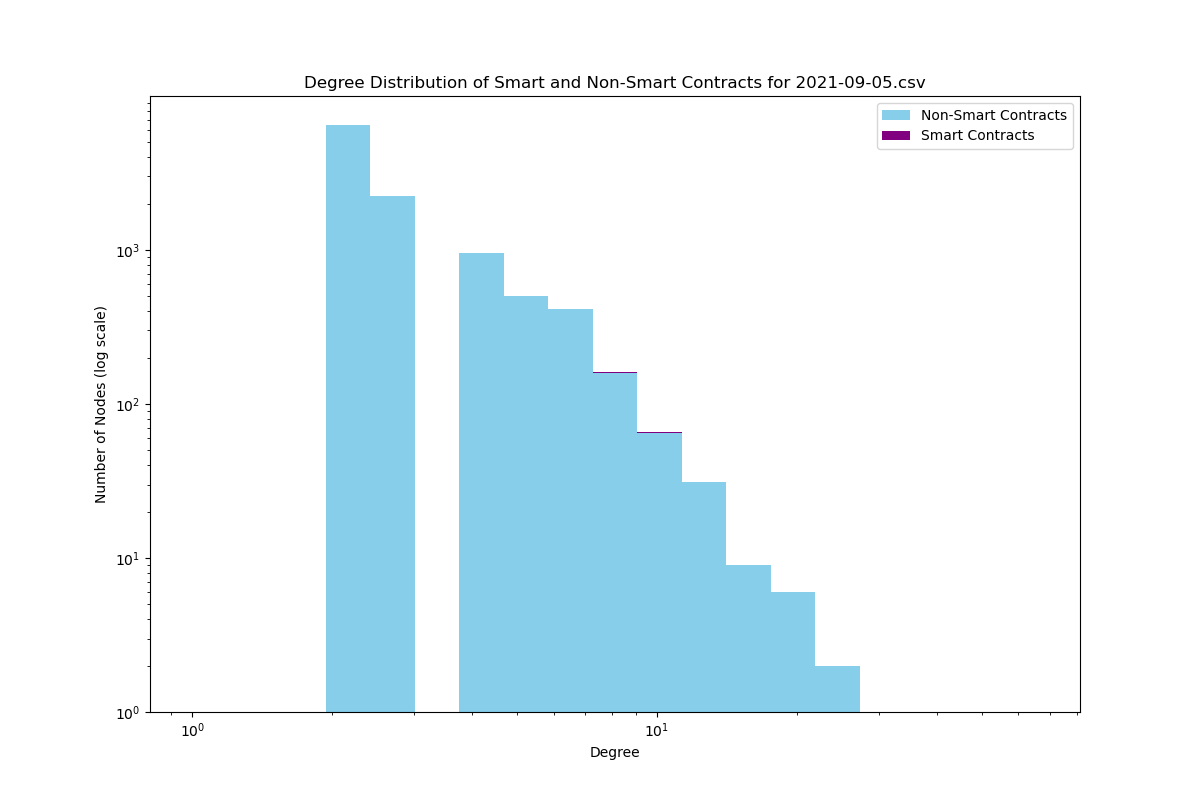 Degree Distribution of Smart and Non-Smart Contracts for 2021-09-05.csv
Non-Smart Contracts
Smart Contracts
Number of Nodes (log scale)
10³
10²
10¹
10⁰
10⁰ 10¹
Degree